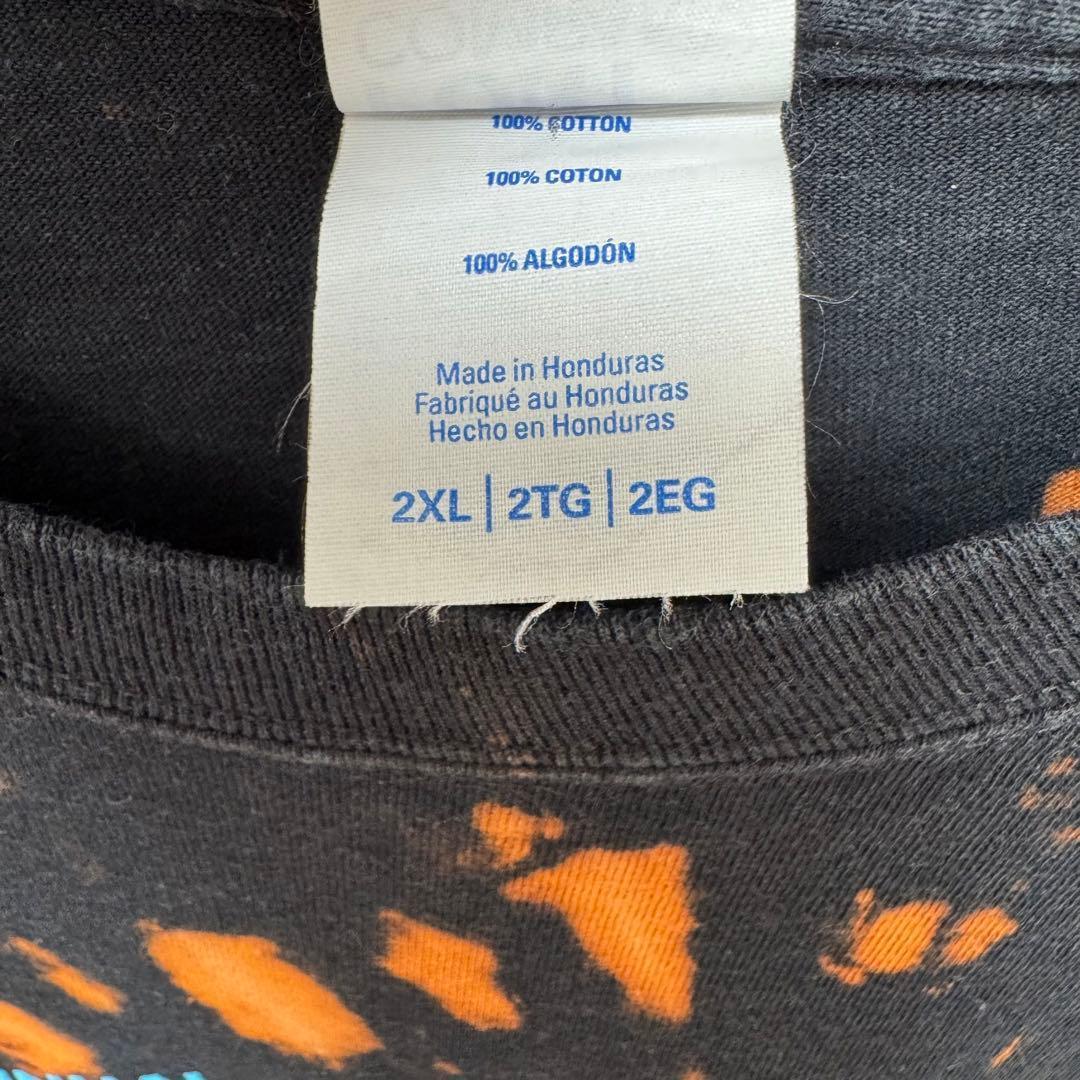 100% COTTON
100% COTON
100% ALGODÓN
Made in Honduras
Fabriqué au Honduras
Hecho en Honduras
2XL | 2TG | 2EG